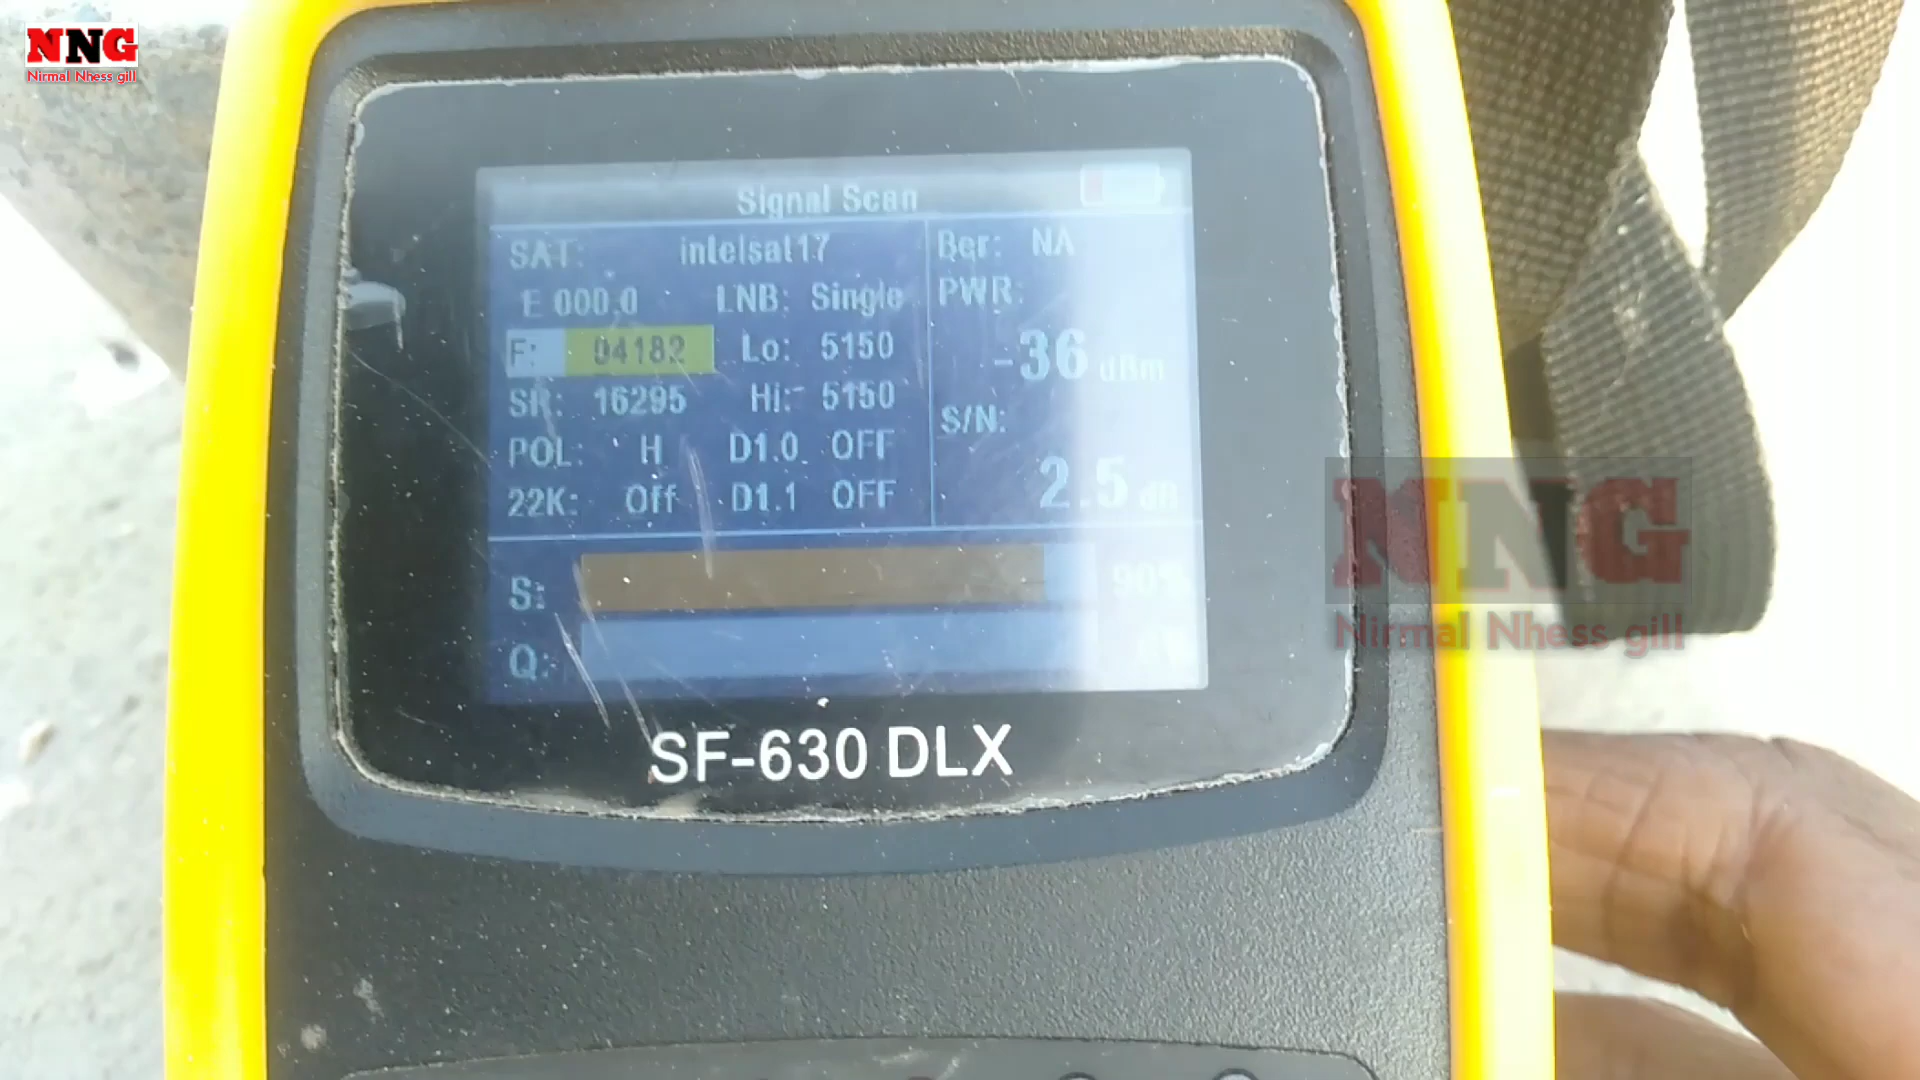 NNG
Nirmal Nhess gill
Signal Scan
SAT: intelsat17
E 000.0 LNB: Single
F: 04182 Lo: 5150
SR: 16295 Hi: 5150
POL: H D1.0 OFF
22K: Off D1.1 OFF
Ber: NA
PWR:
-36 dBm
S/N:
2.5 dB
S: 90%
Q:
SF-630 DLX
NNG
Nirmal Nhess gill